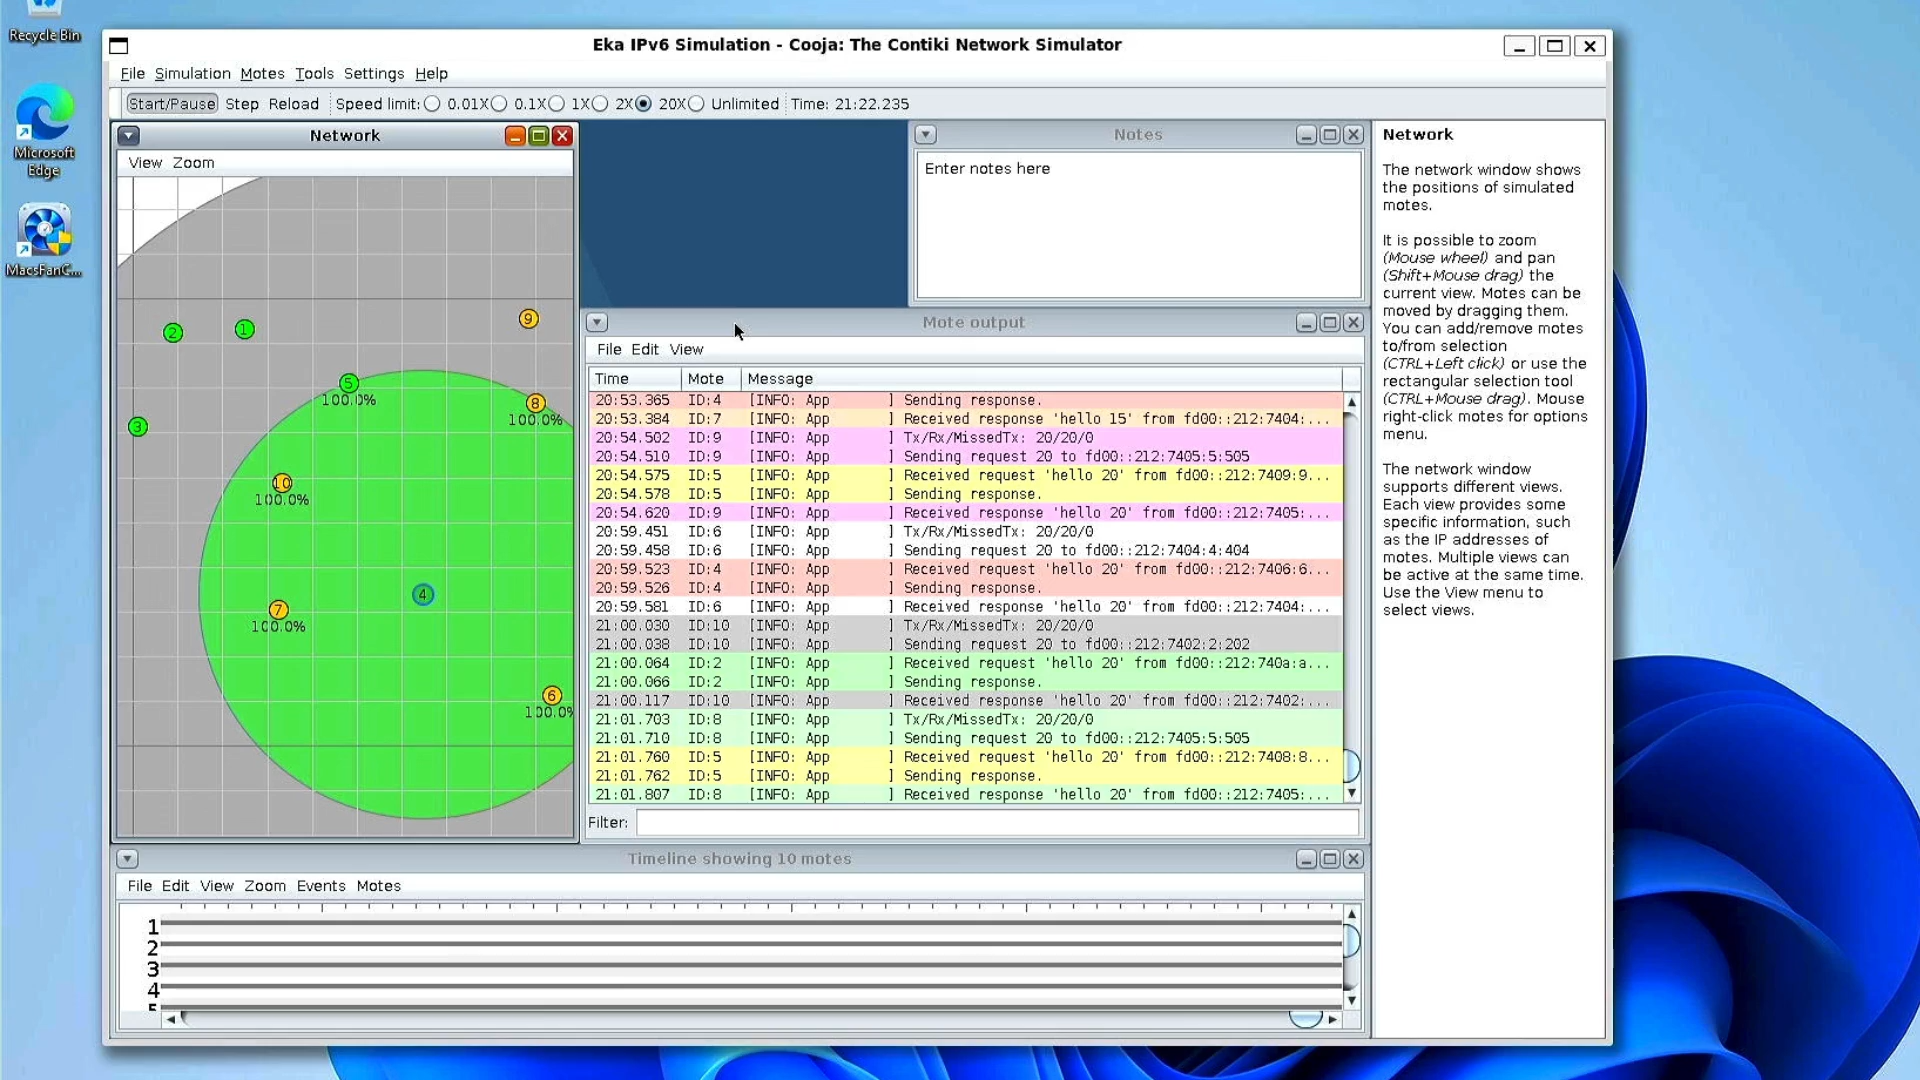 Recycle Bin
Microsoft
Edge
MacsFanC...
Eka IPv6 Simulation - Cooja: The Contiki Network Simulator
File Simulation Motes Tools Settings Help
Start/Pause Step Reload Speed limit: 0.01X 0.1X 1X 2X 20X Unlimited Time: 21:22.235
Network
View Zoom
2
1
9
5
100.0%
8
100.0%
3
10
100.0%
4
7
100.0%
6
100.0%
Notes
Enter notes here
Mote output
File Edit View
Time Mote Message
20:53.365 ID:4 [INFO: App ] Sending response.
20:53.384 ID:7 [INFO: App ] Received response 'hello 15' from fd00::212:7404:...
20:54.502 ID:9 [INFO: App ] Tx/Rx/MissedTx: 20/20/0
20:54.510 ID:9 [INFO: App ] Sending request 20 to fd00::212:7405:5:505
20:54.575 ID:5 [INFO: App ] Received request 'hello 20' from fd00::212:7409:9...
20:54.578 ID:5 [INFO: App ] Sending response.
20:54.620 ID:9 [INFO: App ] Received response 'hello 20' from fd00::212:7405:...
20:59.451 ID:6 [INFO: App ] Tx/Rx/MissedTx: 20/20/0
20:59.458 ID:6 [INFO: App ] Sending request 20 to fd00::212:7404:4:404
20:59.523 ID:4 [INFO: App ] Received request 'hello 20' from fd00::212:7406:6...
20:59.526 ID:4 [INFO: App ] Sending response.
20:59.581 ID:6 [INFO: App ] Received response 'hello 20' from fd00::212:7404:...
21:00.030 ID:10 [INFO: App ] Tx/Rx/MissedTx: 20/20/0
21:00.038 ID:10 [INFO: App ] Sending request 20 to fd00::212:7402:2:202
21:00.064 ID:2 [INFO: App ] Received request 'hello 20' from fd00::212:740a:a...
21:00.066 ID:2 [INFO: App ] Sending response.
21:00.117 ID:10 [INFO: App ] Received response 'hello 20' from fd00::212:7402:...
21:01.703 ID:8 [INFO: App ] Tx/Rx/MissedTx: 20/20/0
21:01.710 ID:8 [INFO: App ] Sending request 20 to fd00::212:7405:5:505
21:01.760 ID:5 [INFO: App ] Received request 'hello 20' from fd00::212:7408:8...
21:01.762 ID:5 [INFO: App ] Sending response.
21:01.807 ID:8 [INFO: App ] Received response 'hello 20' from fd00::212:7405:...
Filter:
Timeline showing 10 motes
File Edit View Zoom Events Motes
1
2
3
4
5
Network
The network window shows
the positions of simulated
motes.
It is possible to zoom
(Mouse wheel) and pan
(Shift+Mouse drag) the
current view. Motes can be
moved by dragging them.
You can add/remove motes
to/from selection
(CTRL+Left click) or use the
rectangular selection tool
(CTRL+Mouse drag). Mouse
right-click motes for options
menu.
The network window
supports different views.
Each view provides some
specific information, such
as the IP addresses of
motes. Multiple views can
be active at the same time.
Use the View menu to
select views.